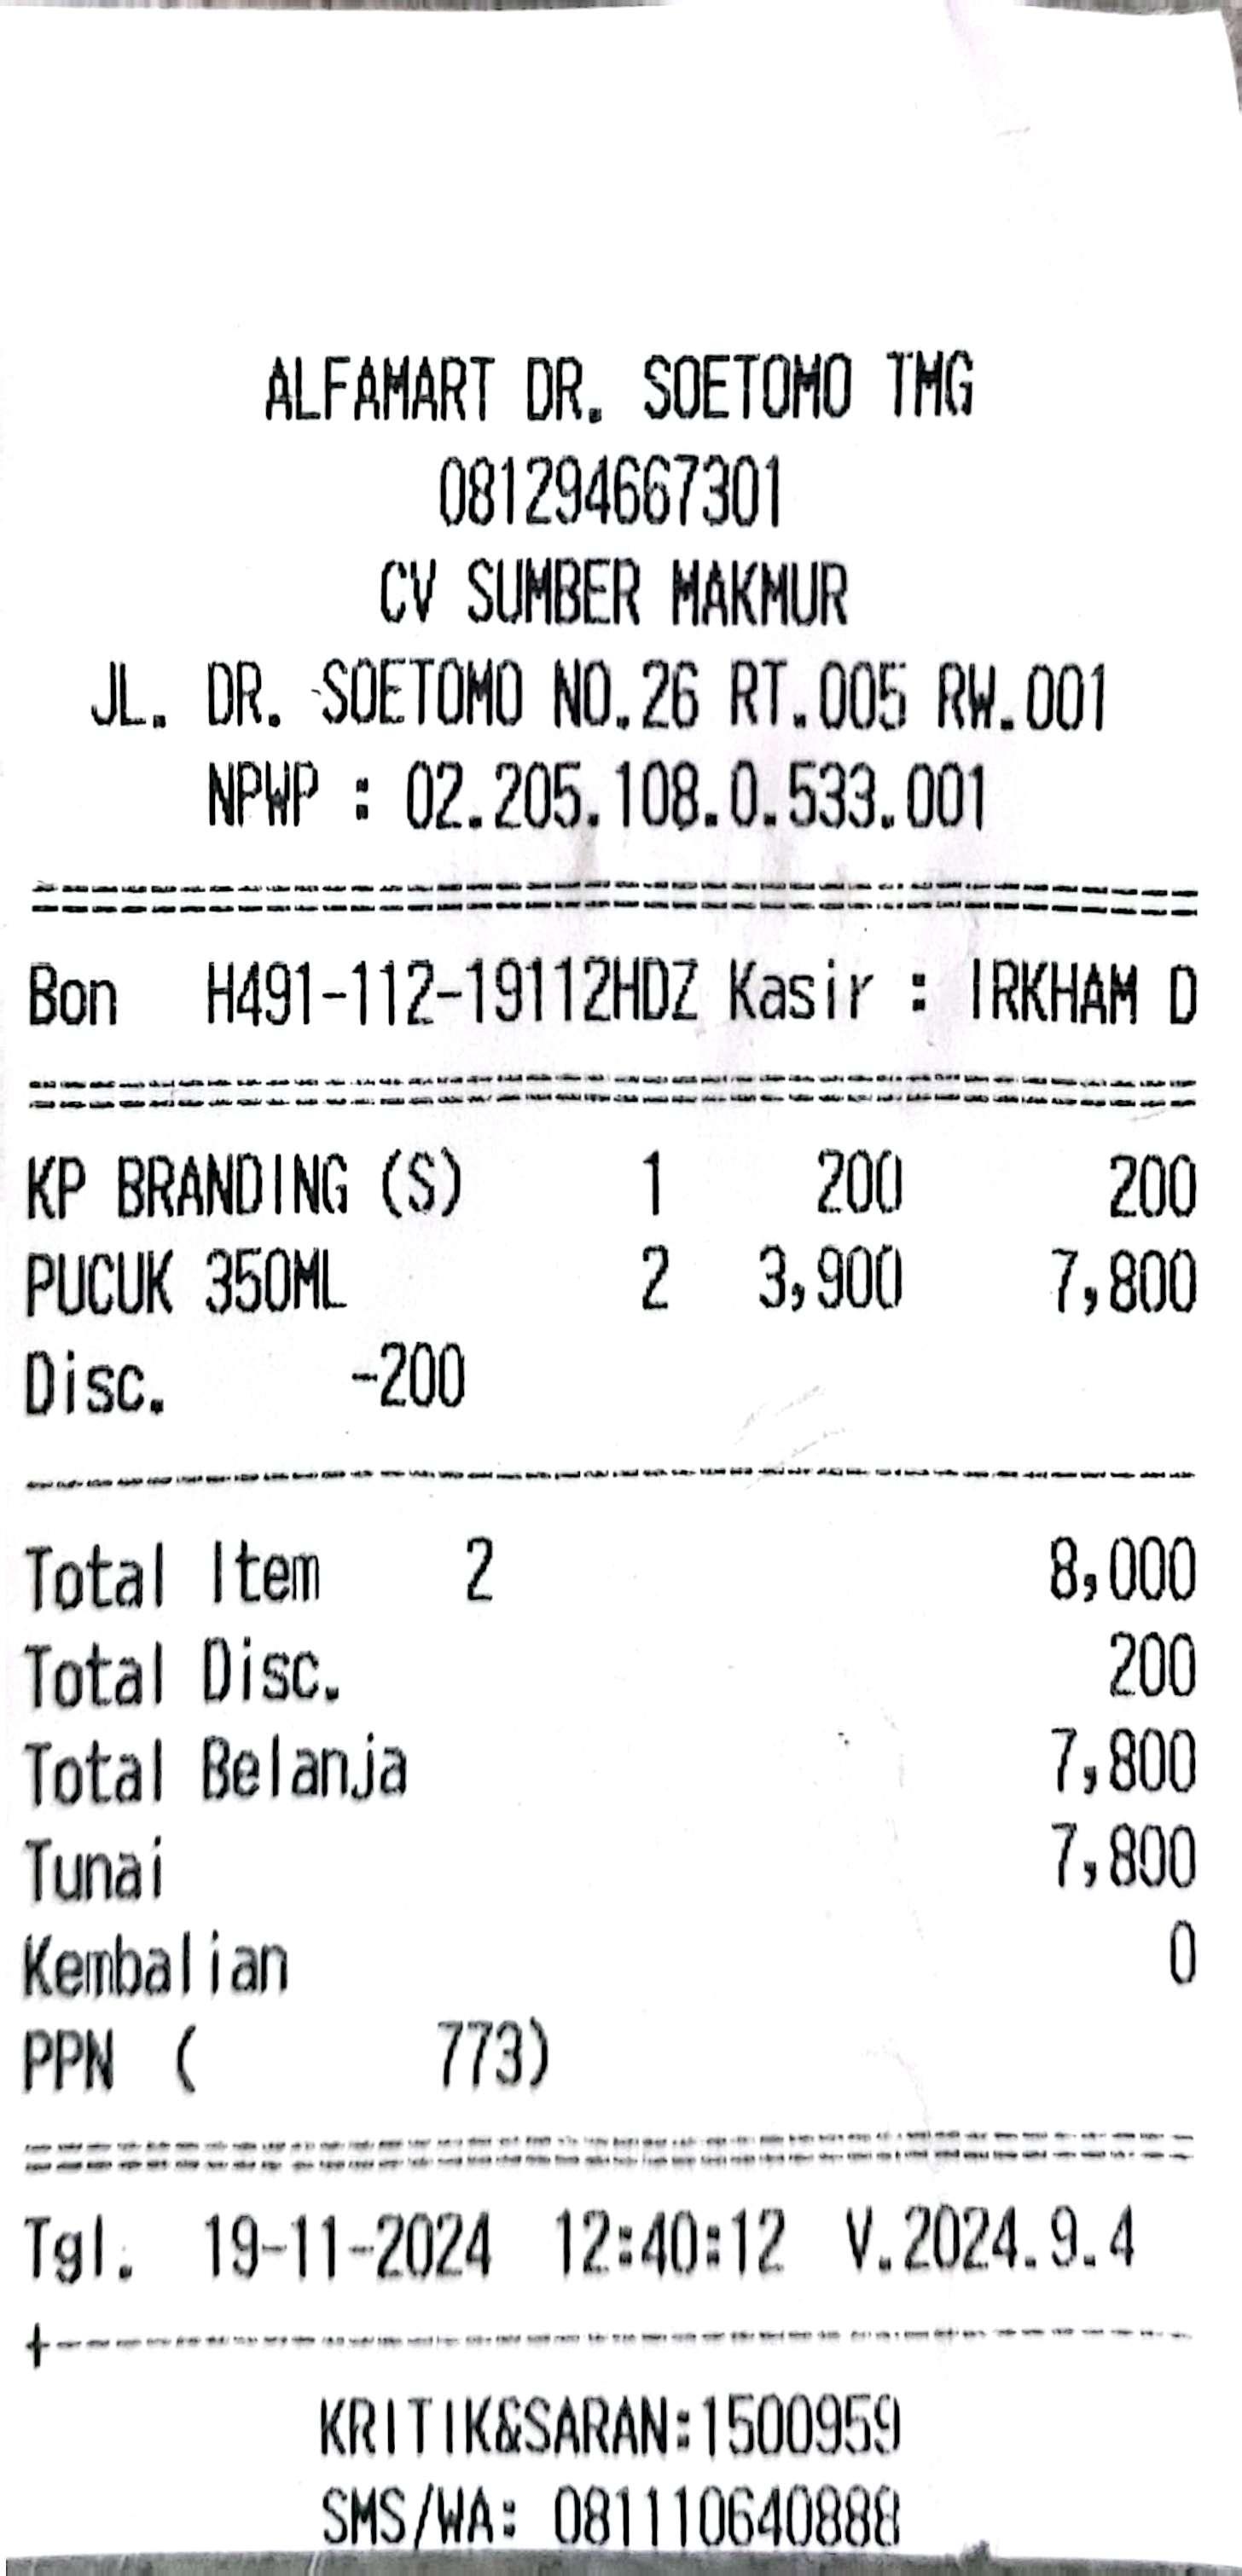 ALFAMART DR. SOETOMO TMG
081294667301
CV SUMBER MAKMUR
JL. DR. SOETOMO NO.26 RT.005 RW.001
NPWP : 02.205.108.0.533.001
Bon H491-112-19112HDZ Kasir : IRKHAM D
KP BRANDING (S) 1 200 200
PUCUK 350ML 2 3,900 7,800
Disc. -200
Total Item 2 8,000
Total Disc. 200
Total Belanja 7,800
Tunai 7,800
Kembalian 0
PPN ( 773)
Tgl. 19-11-2024 12:40:12 V.2024.9.4
KRITIK&SARAN:1500959
SMS/WA: 081110640888